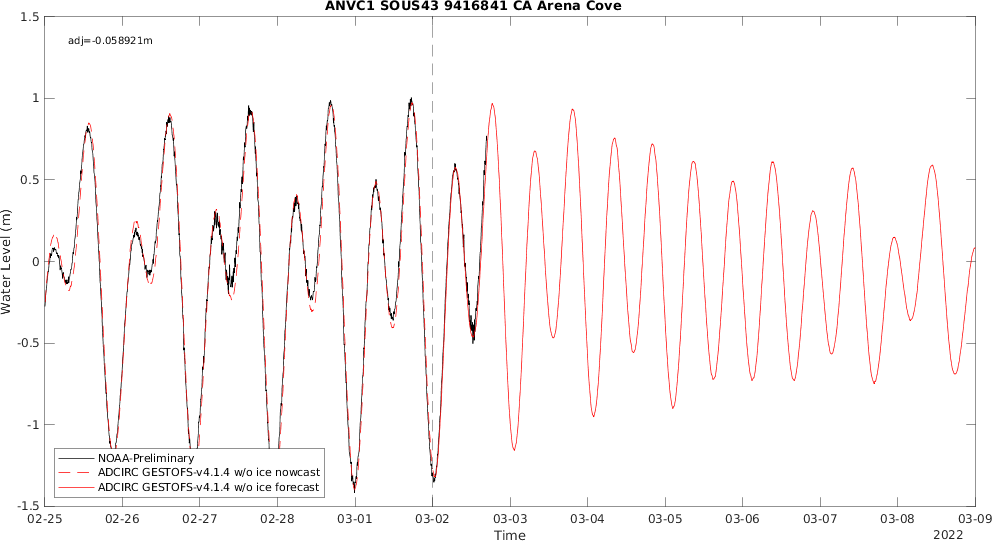 ANVC1 SOUS43 9416841 CA Arena Cove
adj=-0.058921m
1.5
1
0.5
0
-0.5
-1
-1.5
Water Level (m)
NOAA-Preliminary
ADCIRC GESTOFS-v4.1.4 w/o ice nowcast
ADCIRC GESTOFS-v4.1.4 w/o ice forecast
02-25 02-26 02-27 02-28 03-01 03-02 03-03 03-04 03-05 03-06 03-07 03-08 03-09
Time
2022